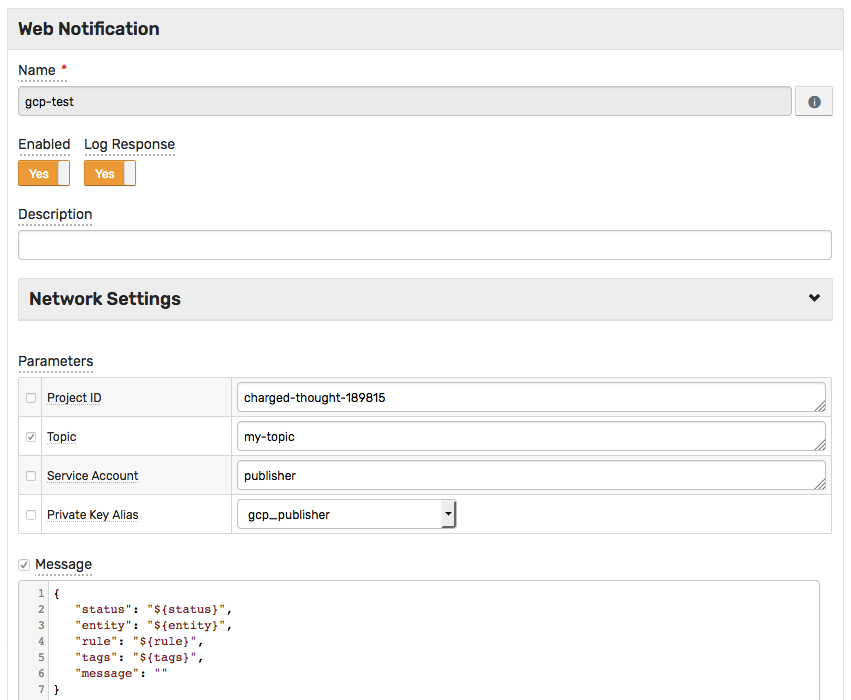 Web Notification
Name *
gcp-test
Enabled Log Response
Yes Yes
Description
Network Settings
Parameters
Project ID charged-thought-189815
Topic my-topic
Service Account publisher
Private Key Alias gcp_publisher
Message
1 {
2 "status": "${status}",
3 "entity": "${entity}",
4 "rule": "${rule}",
5 "tags": "${tags}",
6 "message": ""
7 }